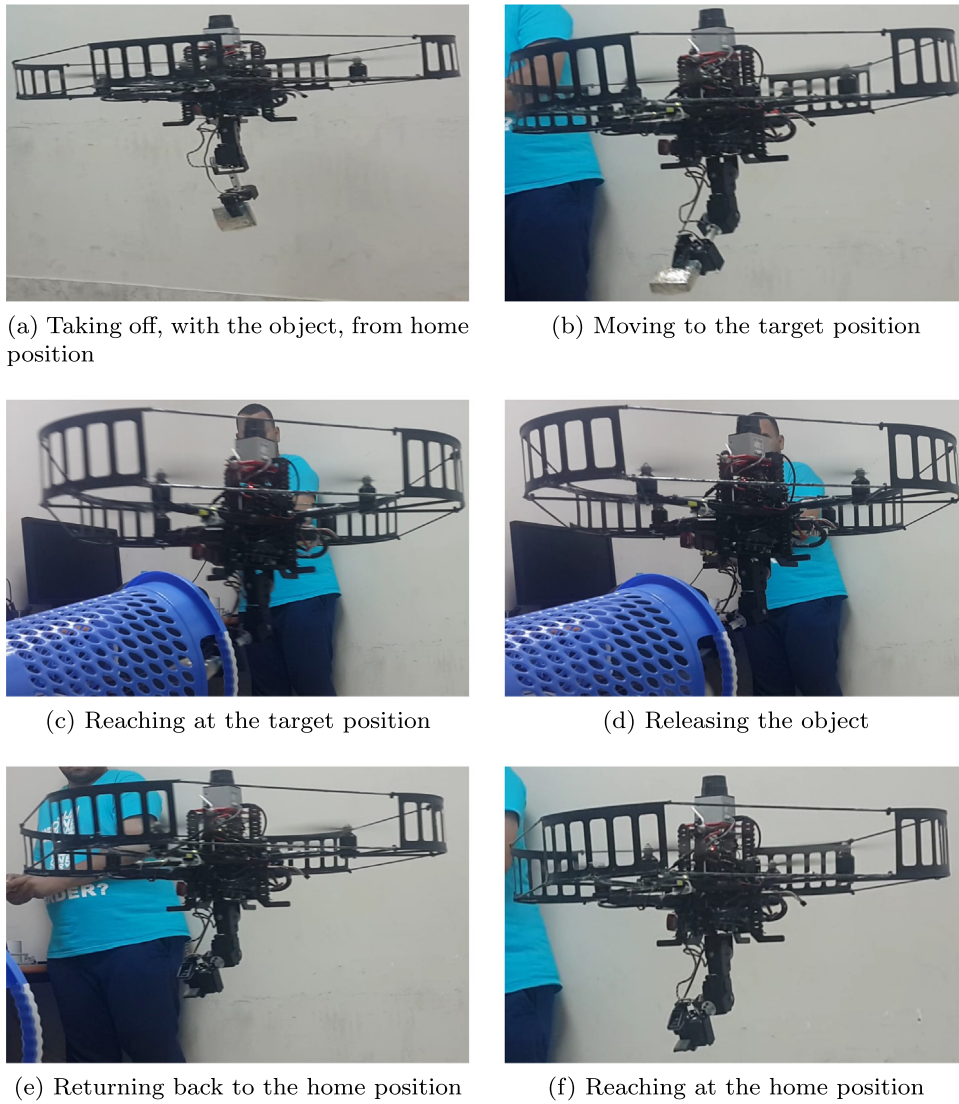 (a) Taking off, with the object, from home
position
(b) Moving to the target position
(c) Reaching at the target position
(d) Releasing the object
RDER?
(e) Returning back to the home position
(f) Reaching at the home position